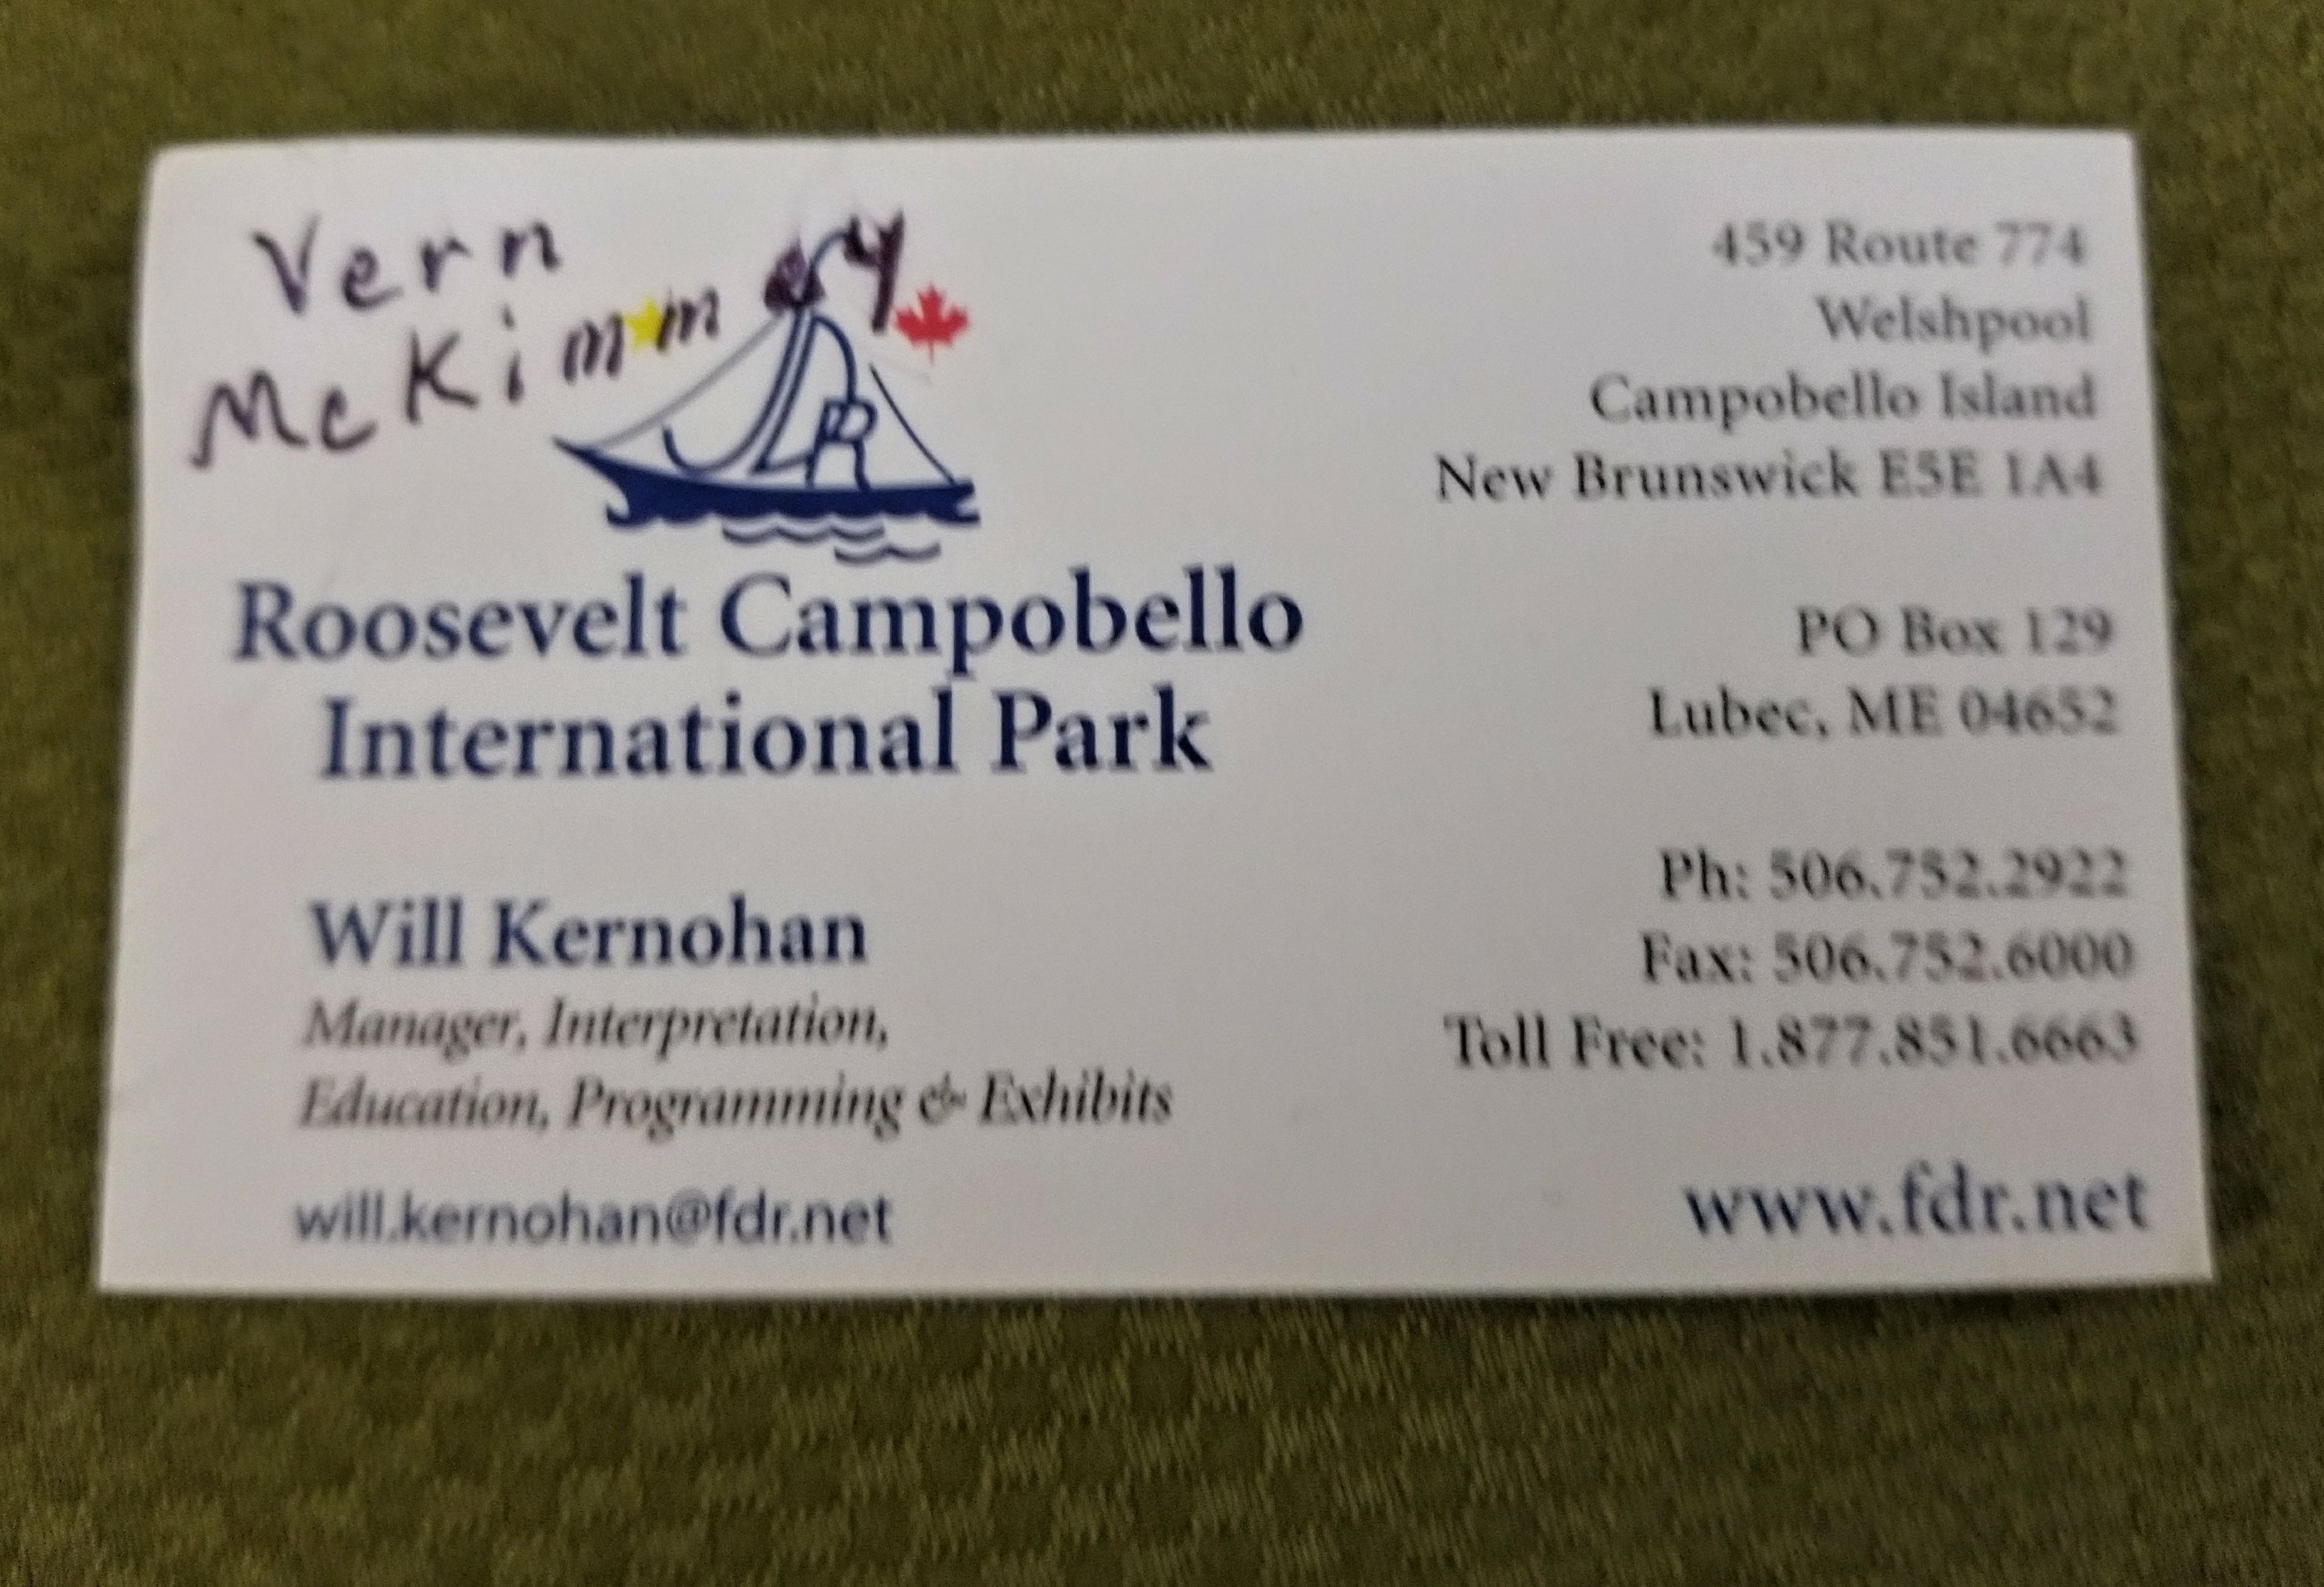 Vern
Roosevelt Campobello
International Park
Will Kernohan
Manager, Interpretation,
Education, Programming & Exhibits
will.kernohan@fdr.net
459 Route 774
Welshpool
Campobello Island
New Brunswick E5E 1A4
PO Box 129
Lubec, ME 04652
Ph: 506.752.2922
Fax: 506.752.6000
Toll Free: 1.877.851.6663
www.fdr.net